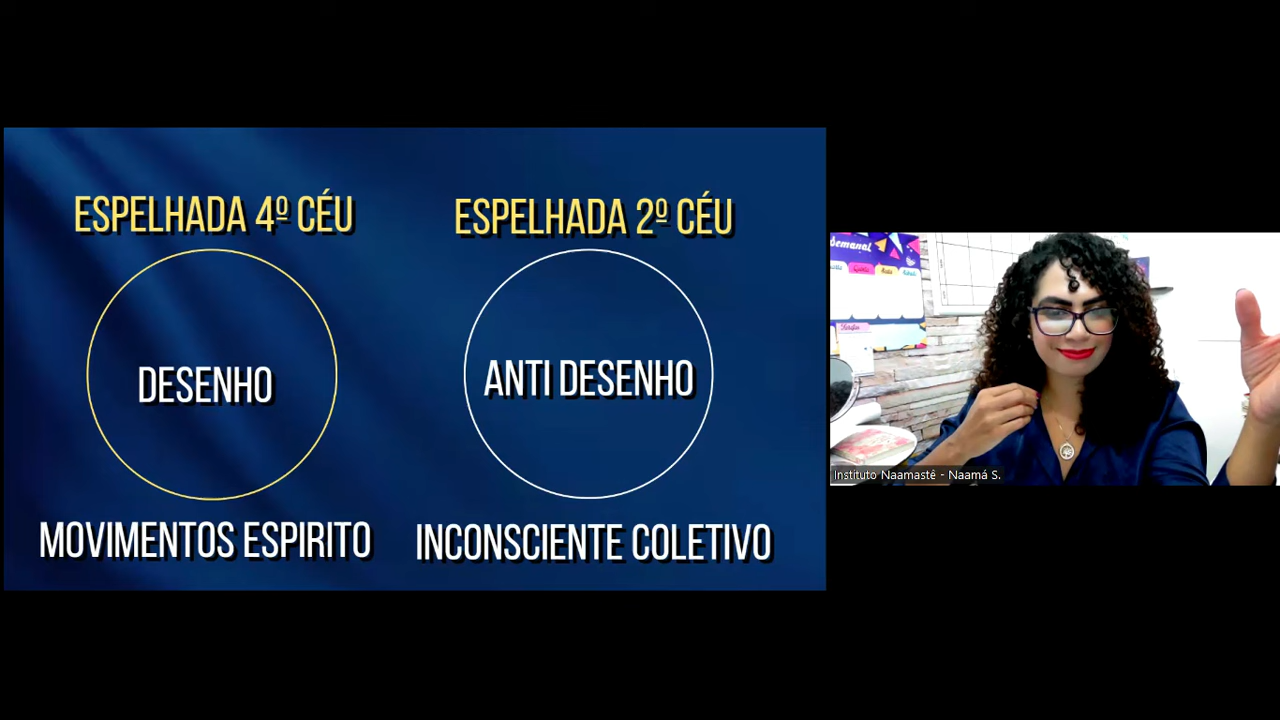 ESPELHADA 4º CÉU
ESPELHADA 2º CÉU
DESENHO
ANTI DESENHO
MOVIMENTOS ESPIRITO
INCONSCIENTE COLETIVO
Instituto Naamastê - Naamá S.